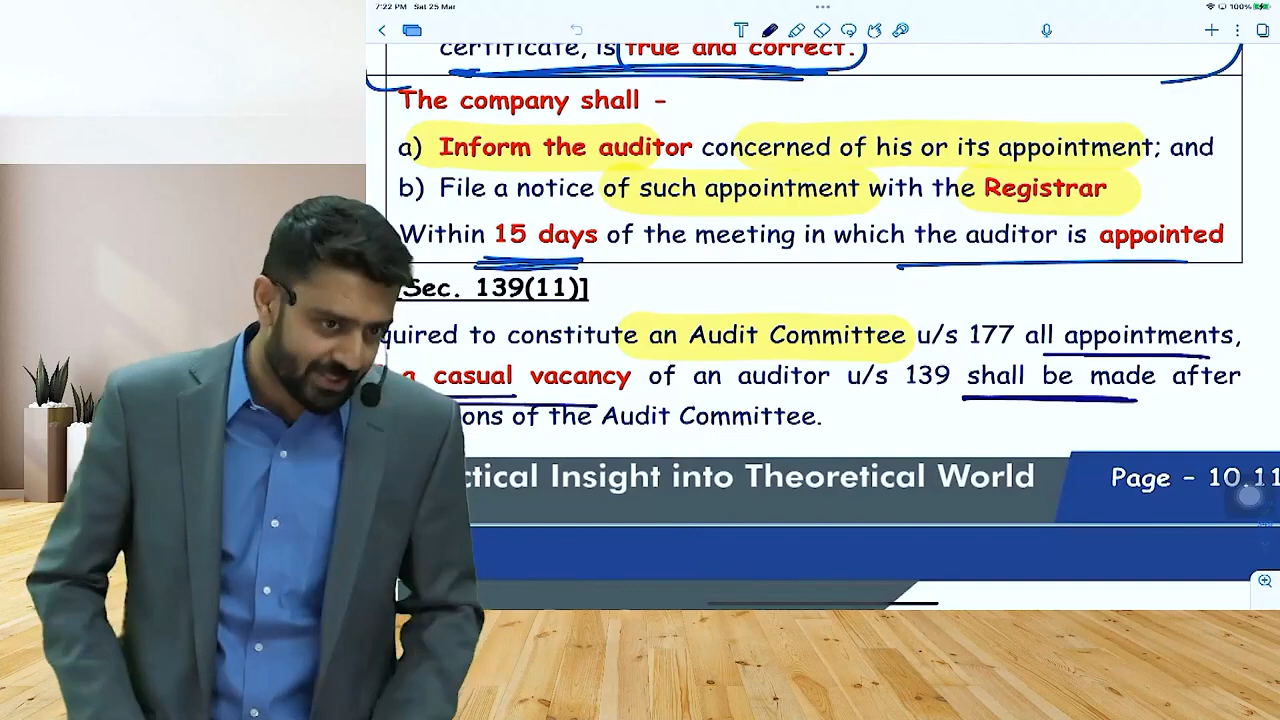 7:22 PM Sat 25 Mar
100%
certificate, is true and correct.
The company shall -
a) Inform the auditor concerned of his or its appointment; and
b) File a notice of such appointment with the Registrar
Within 15 days of the meeting in which the auditor is appointed
[Sec. 139(11)]
quired to constitute an Audit Committee u/s 177 all appointments,
a casual vacancy of an auditor u/s 139 shall be made after
ons of the Audit Committee.
ctical Insight into Theoretical World
Page - 10.11